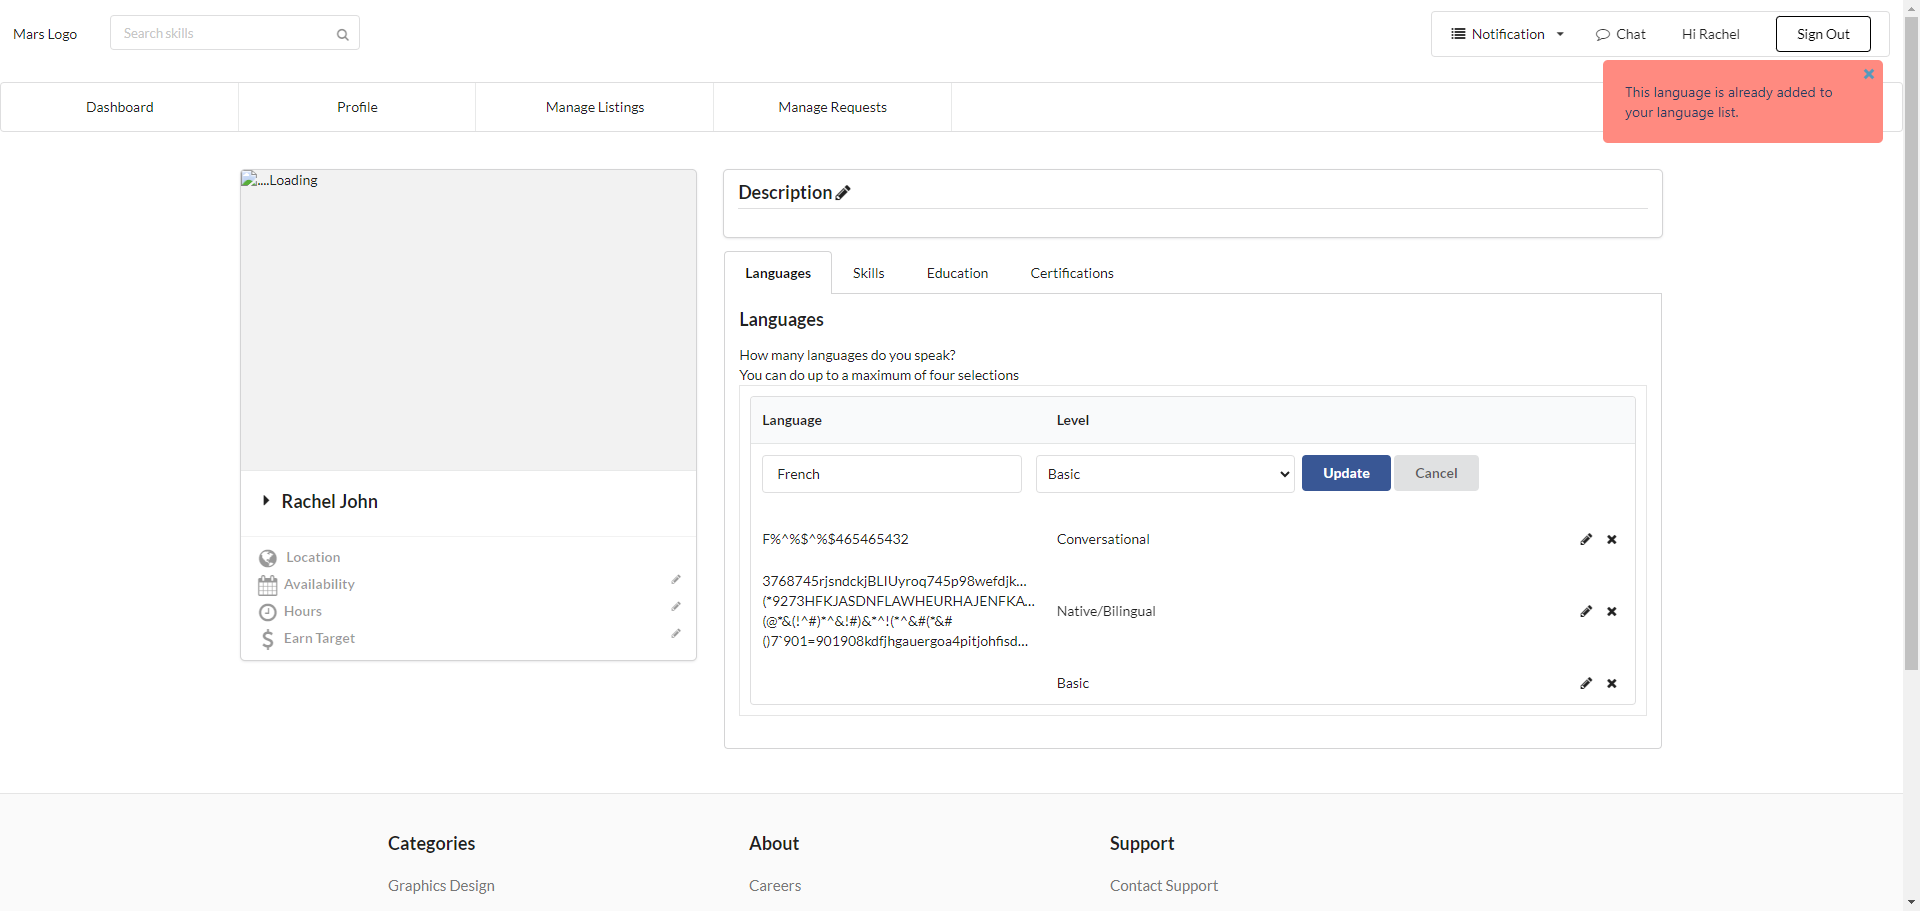 Mars Logo
Search skills
Notification
Chat
Hi Rachel
Sign Out
This language is already added to
your language list.
Dashboard
Profile
Manage Listings
Manage Requests
....Loading
Rachel John
Location
Availability
Hours
Earn Target
Description
Languages
Skills
Education
Certifications
Languages
How many languages do you speak?
You can do up to a maximum of four selections
Language
Level
French
Basic
Update
Cancel
F%^%$^%$465465432
Conversational
3768745rjsndckjBLIUyroq745p98wefdjk...
(*9273HFKJASDNFLAWHEURHAJENFKA...
(@*&(!^#)*^&!#)&*^!(*^&#(*&#
()7`901=901908kdfjhgauergoa4pitjohfisd...
Native/Bilingual
Basic
Categories
About
Support
Graphics Design
Careers
Contact Support